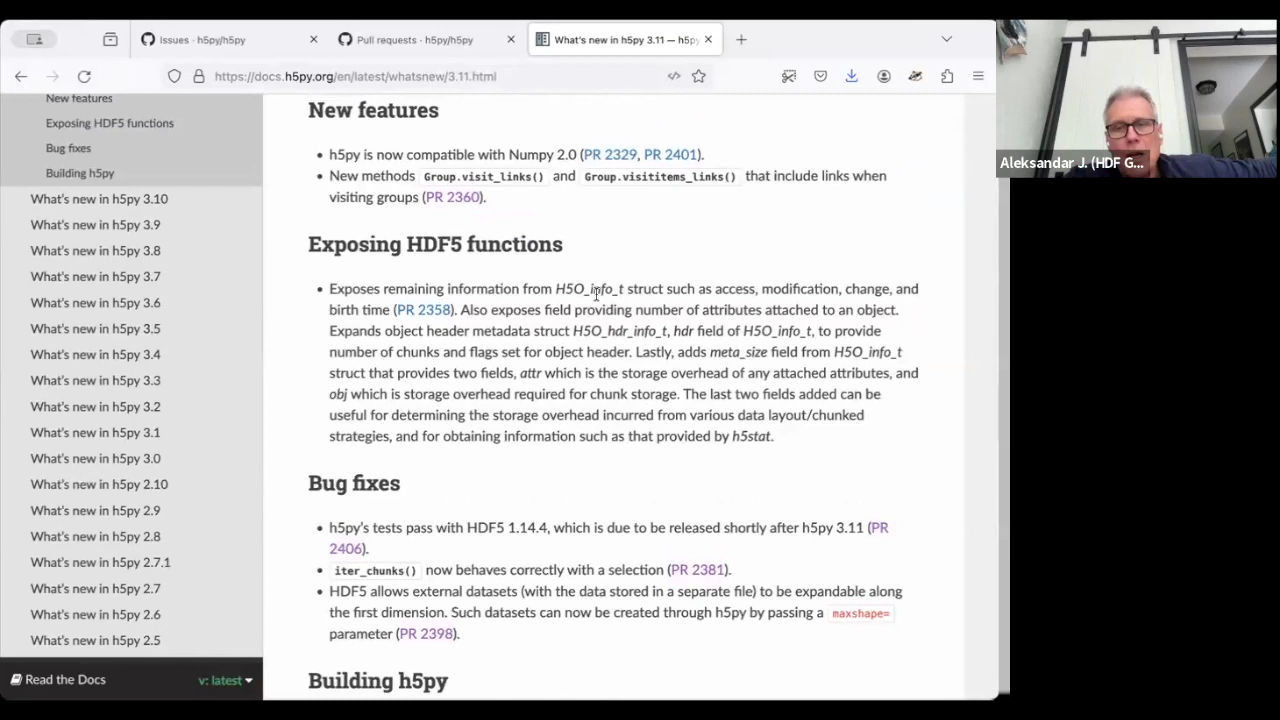 Issues · h5py/h5py
Pull requests · h5py/h5py
What's new in h5py 3.11 — h5py
https://docs.h5py.org/en/latest/whatsnew/3.11.html
New features
Exposing HDF5 functions
Bug fixes
Building h5py
What's new in h5py 3.10
What's new in h5py 3.9
What's new in h5py 3.8
What's new in h5py 3.7
What's new in h5py 3.6
What's new in h5py 3.5
What's new in h5py 3.4
What's new in h5py 3.3
What's new in h5py 3.2
What's new in h5py 3.1
What's new in h5py 3.0
What's new in h5py 2.10
What's new in h5py 2.9
What's new in h5py 2.8
What's new in h5py 2.7.1
What's new in h5py 2.7
What's new in h5py 2.6
What's new in h5py 2.5
Read the Docs
v: latest
New features
h5py is now compatible with Numpy 2.0 (PR 2329, PR 2401).
New methods Group.visit_links() and Group.visititems_links() that include links when
visiting groups (PR 2360).
Exposing HDF5 functions
Exposes remaining information from H5O_info_t struct such as access, modification, change, and
birth time (PR 2358). Also exposes field providing number of attributes attached to an object.
Expands object header metadata struct H5O_hdr_info_t, hdr field of H5O_info_t, to provide
number of chunks and flags set for object header. Lastly, adds meta_size field from H5O_info_t
struct that provides two fields, attr which is the storage overhead of any attached attributes, and
obj which is storage overhead required for chunk storage. The last two fields added can be
useful for determining the storage overhead incurred from various data layout/chunked
strategies, and for obtaining information such as that provided by h5stat.
Bug fixes
h5py's tests pass with HDF5 1.14.4, which is due to be released shortly after h5py 3.11 (PR
2406).
iter_chunks() now behaves correctly with a selection (PR 2381).
HDF5 allows external datasets (with the data stored in a separate file) to be expandable along
the first dimension. Such datasets can now be created through h5py by passing a maxshape=
parameter (PR 2398).
Building h5py
Aleksandar J. (HDF G...